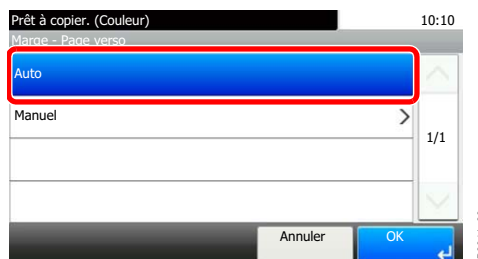 Prêt à copier. (Couleur) 10:10
Marge - Page verso
Auto
Manuel
1/1
Annuler OK